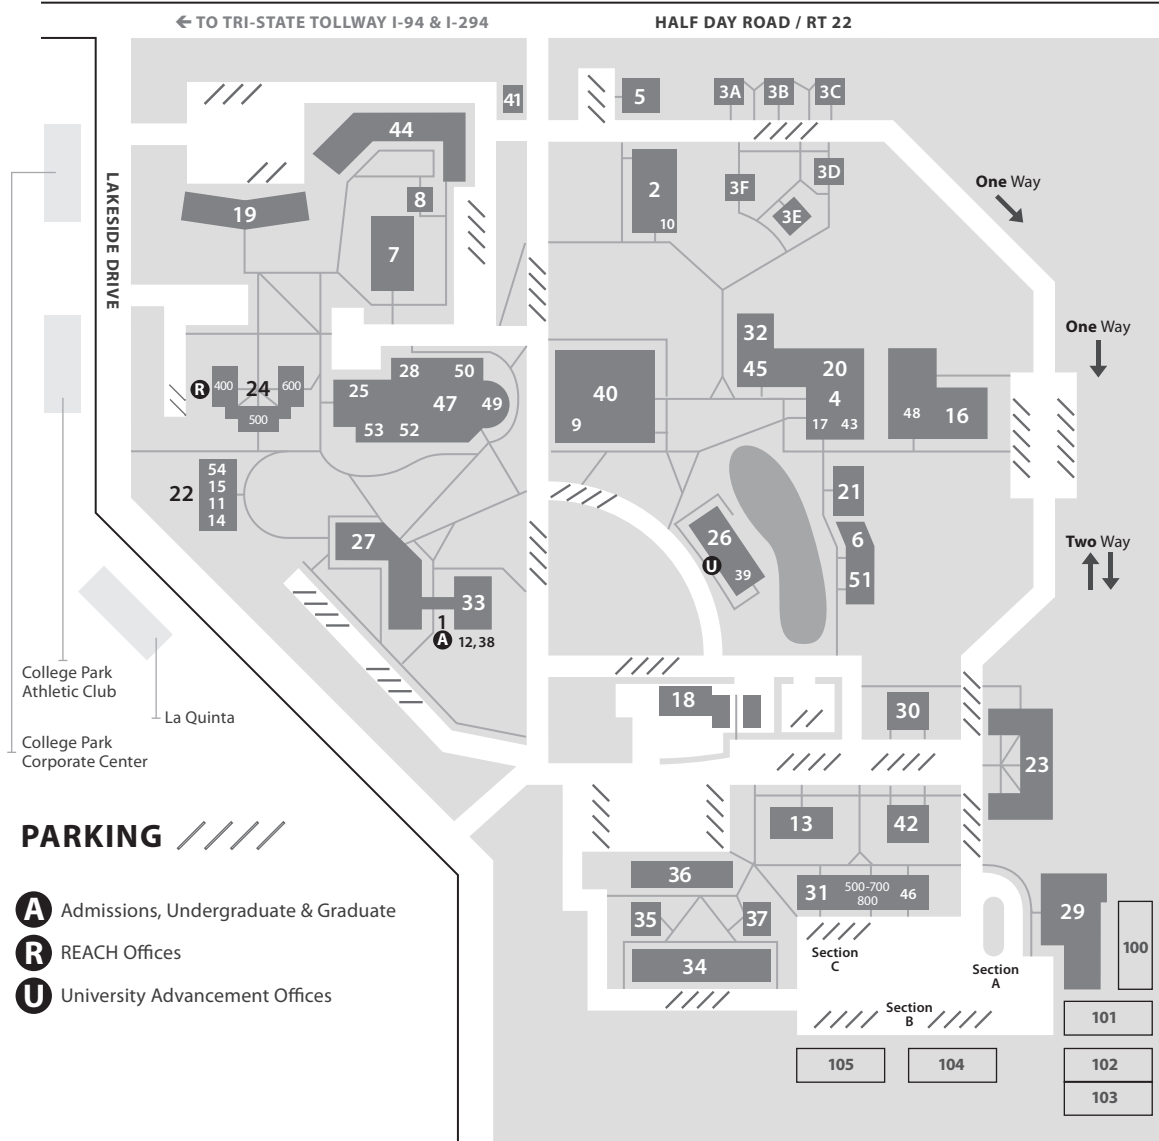 ← TO TRI-STATE TOLLWAY I-94 & I-294
HALF DAY ROAD / RT 22
41
5
3A
3B
3C
44
2
10
3F
3D
3E
One Way
LAKESIDE DRIVE
19
8
7
One Way
32
45
20
4
17
43
40
9
48
16
R
400
24
600
500
28
50
25
47
49
53
52
22
54
15
11
14
21
6
51
Two Way
26
U
39
27
33
1
A
12, 38
College Park
Athletic Club
La Quinta
College Park
Corporate Center
18
30
23
13
42
PARKING
36
31
500-700
800
46
35
37
29
34
100
Section
C
Section
A
Section
B
101
102
103
105
104
A Admissions, Undergraduate & Graduate
R REACH Offices
U University Advancement Offices